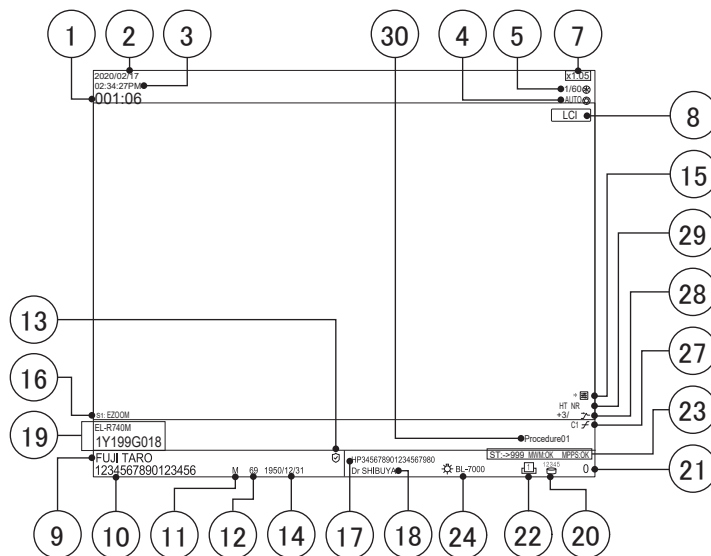 1
2
3
30
4
5
7
2020/02/17
x1.05
02:34:27PM
1/60
001:06
AUTO
LCI
8
15
29
28
13
27
16
23
19
*
HT NR
S1: EZOOM
+3/
EL-R740M
C1
1Y199G018
Procedure01
FUJI TARO
HP345678901234567980
ST:->999 MWM:OK MPPS:OK
1234567890123456
M 69 1950/12/31
Dr SHIBUYA
BL-7000
1
12345
0
21
9
10
11
12
14
17
18
24
22
20